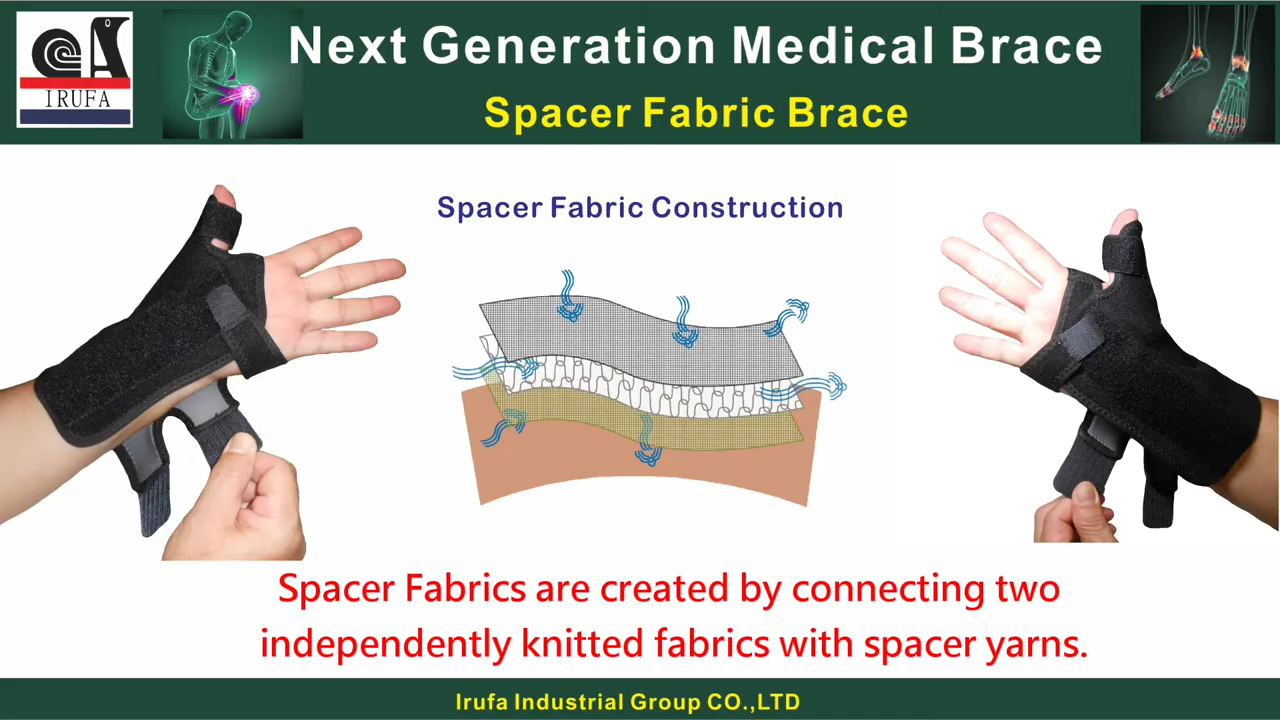 IRUFA
Next Generation Medical Brace
Spacer Fabric Brace
Spacer Fabric Construction
Spacer Fabrics are created by connecting two
independently knitted fabrics with spacer yarns.
Irufa Industrial Group CO.,LTD